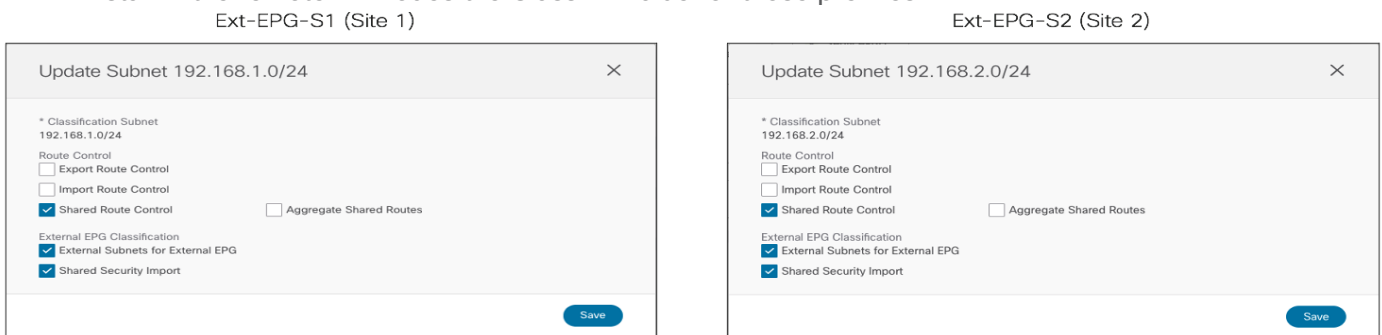 Ext-EPG-S1 (Site 1)
Ext-EPG-S2 (Site 2)
Update Subnet 192.168.1.0/24
* Classification Subnet
192.168.1.0/24
Route Control
Export Route Control
Import Route Control
Shared Route Control
Aggregate Shared Routes
External EPG Classification
External Subnets for External EPG
Shared Security Import
Save
Update Subnet 192.168.2.0/24
* Classification Subnet
192.168.2.0/24
Route Control
Export Route Control
Import Route Control
Shared Route Control
Aggregate Shared Routes
External EPG Classification
External Subnets for External EPG
Shared Security Import
Save